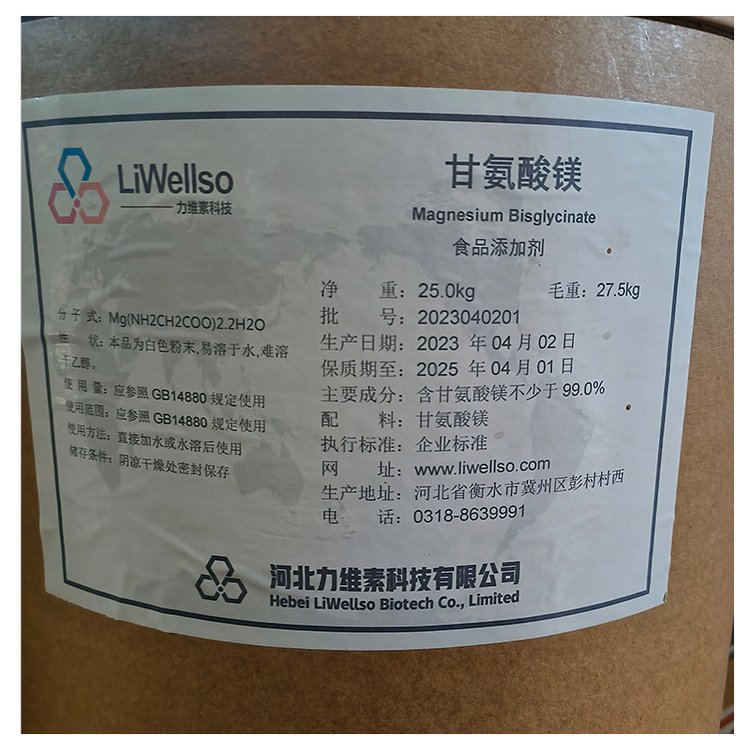 LiWellso
力维素科技
甘氨酸镁
Magnesium Bisglycinate
食品添加剂
净 重：25.0kg 毛重：27.5kg
批 号：2023040201
生产日期：2023 年 04 月 02 日
保质期至：2025 年 04 月 01 日
主要成分：含甘氨酸镁不少于 99.0%
配 料：甘氨酸镁
执行标准：企业标准
网 址：www.liwellso.com
生产地址：河北省衡水市冀州区彭村村西
电 话：0318-8639991
分子式：Mg(NH2CH2COO)2.2H2O
性 状：本品为白色粉末,易溶于水,难溶
于乙醇。
使 用 量：应参照 GB14880 规定使用
使用范围：应参照 GB14880 规定使用
使用方法：直接加水或水溶后使用
储存条件：阴凉干燥处密封保存
河北力维素科技有限公司
Hebei LiWellso Biotech Co., Limited